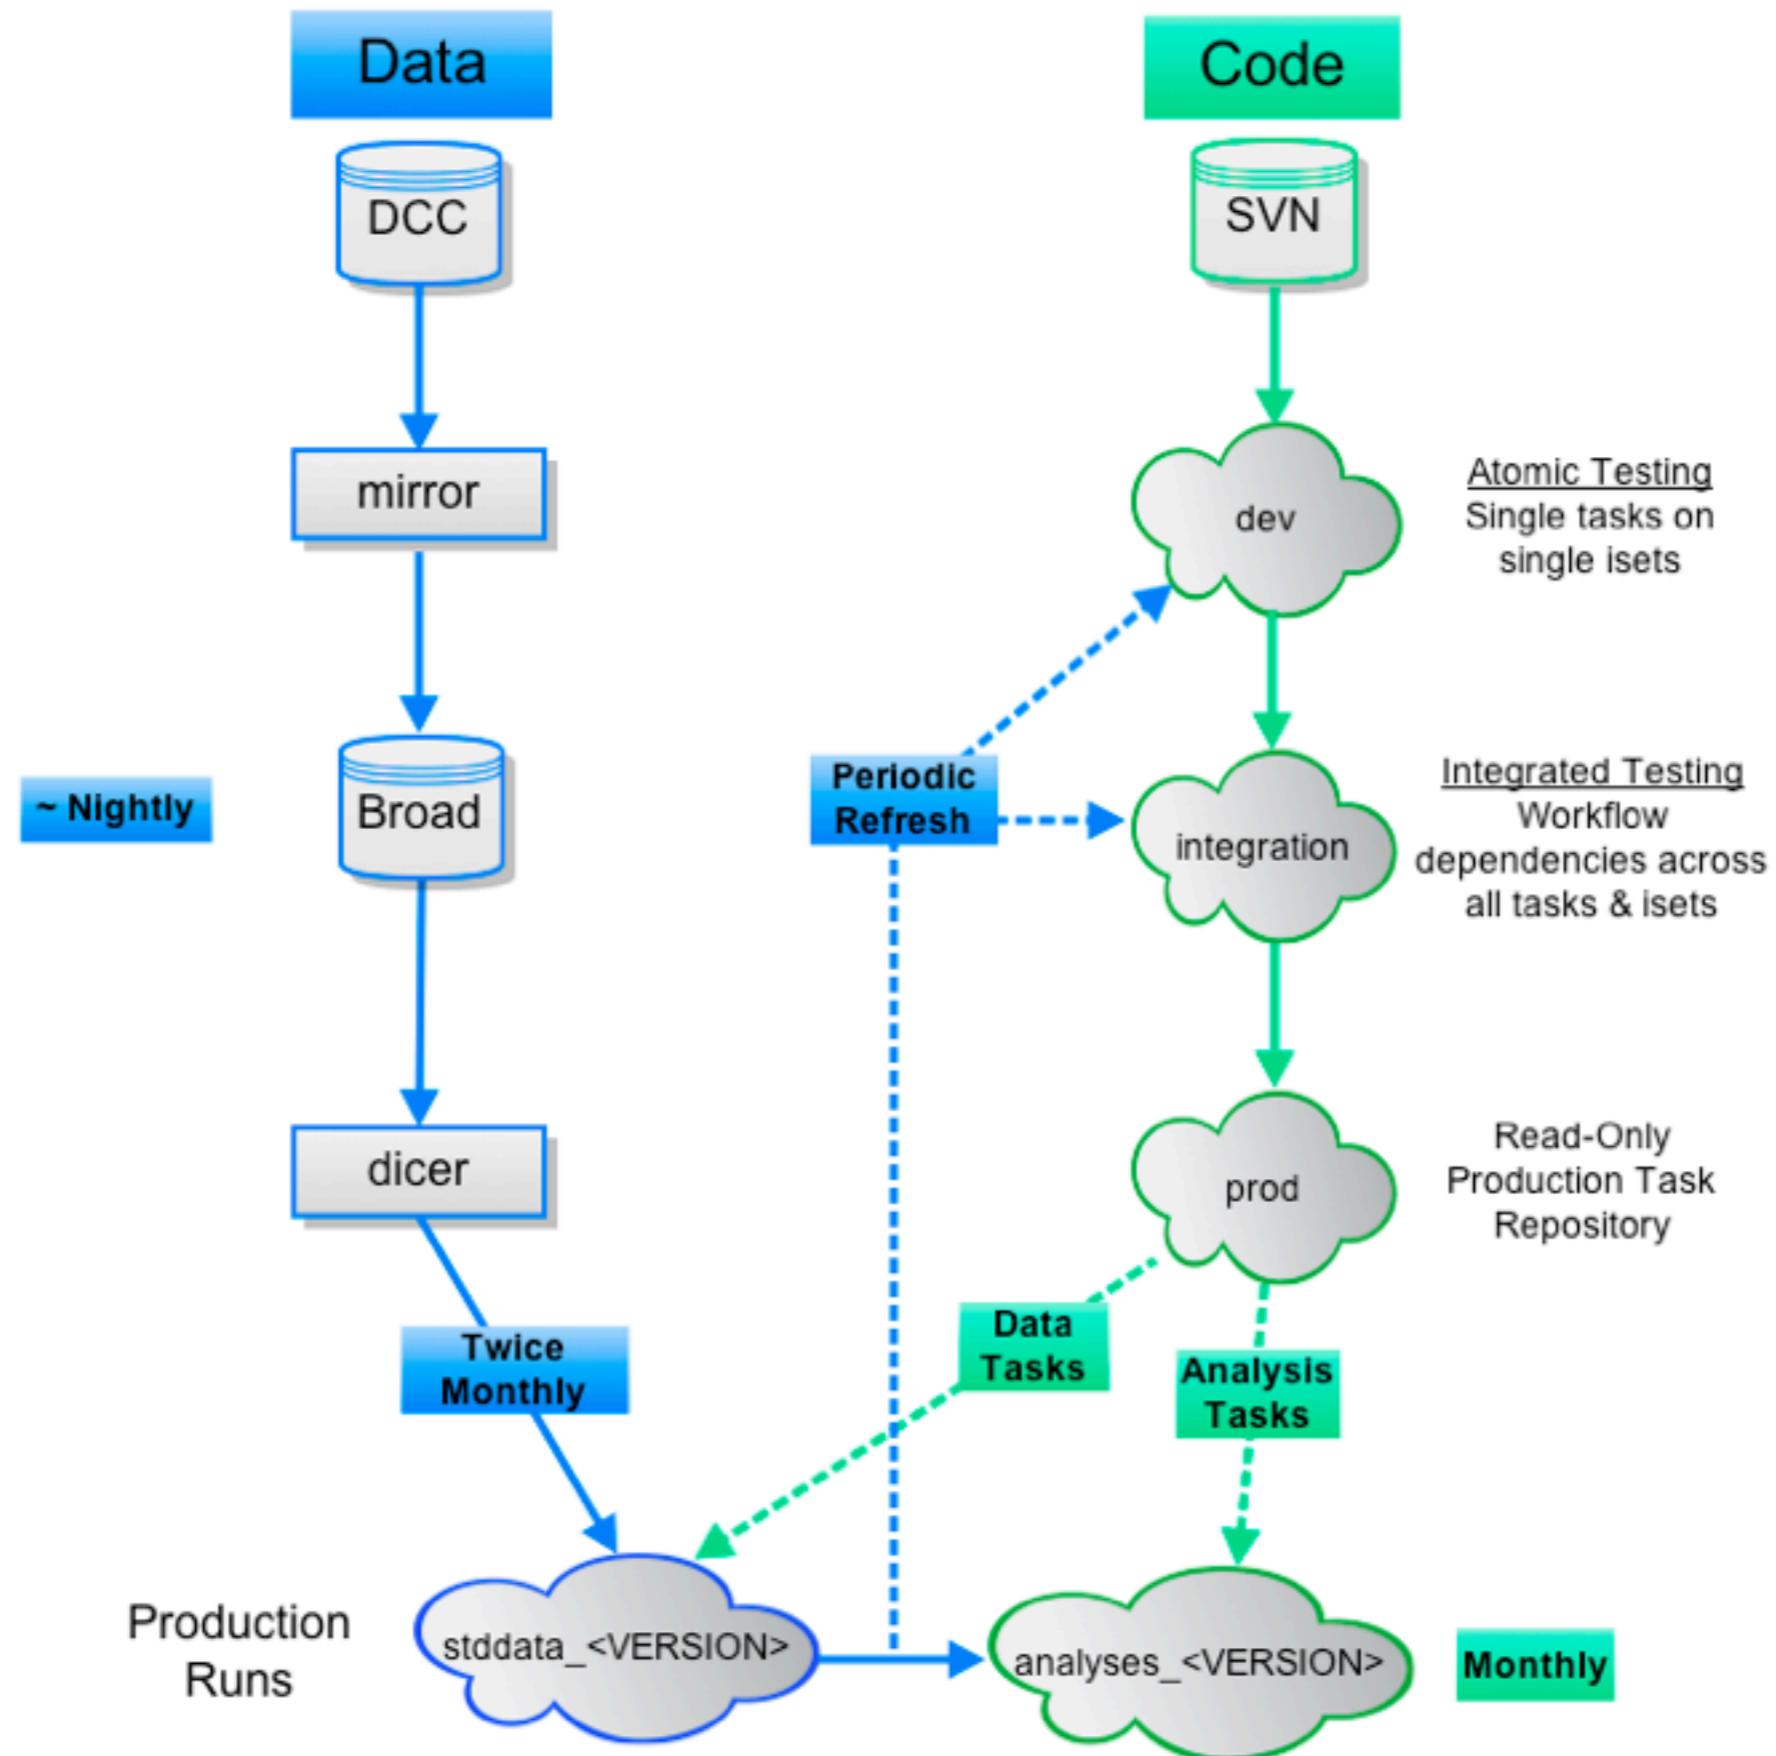 Data
Code
DCC
SVN
mirror
dev
Atomic Testing
Single tasks on
single isets
~ Nightly
Broad
Periodic
Refresh
integration
Integrated Testing
Workflow
dependencies across
all tasks & isets
dicer
prod
Read-Only
Production Task
Repository
Twice
Monthly
Data
Tasks
Analysis
Tasks
Production
Runs
stddata_<VERSION>
analyses_<VERSION>
Monthly